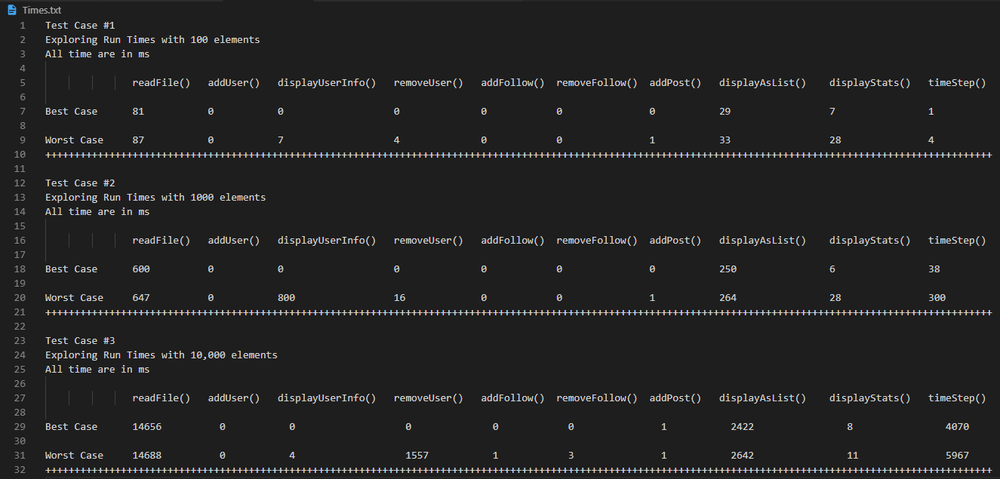 Times.txt
1 Test Case #1
2 Exploring Run Times with 100 elements
3 All time are in ms
4
5 readFile() addUser() displayUserInfo() removeUser() addFollow() removeFollow() addPost() displayAsList() displayStats() timeStep()
6
7 Best Case 81 0 0 0 0 0 0 29 7 1
8
9 Worst Case 87 0 7 4 0 0 1 33 28 4
10 +++++++++++++++++++++++++++++++++++++++++++++++++++++++++++++++++++++++++++++++++++++++++++++++++++++++++++++++++++++++++++++++++++++++++++++++++++++++++++++++++++
11
12 Test Case #2
13 Exploring Run Times with 1000 elements
14 All time are in ms
15
16 readFile() addUser() displayUserInfo() removeUser() addFollow() removeFollow() addPost() displayAsList() displayStats() timeStep()
17
18 Best Case 600 0 0 0 0 0 0 250 6 38
19
20 Worst Case 647 0 800 16 0 0 1 264 28 300
21 +++++++++++++++++++++++++++++++++++++++++++++++++++++++++++++++++++++++++++++++++++++++++++++++++++++++++++++++++++++++++++++++++++++++++++++++++++++++++++++++++++
22
23 Test Case #3
24 Exploring Run Times with 10,000 elements
25 All time are in ms
26
27 readFile() addUser() displayUserInfo() removeUser() addFollow() removeFollow() addPost() displayAsList() displayStats() timeStep()
28
29 Best Case 14656 0 0 0 0 0 1 2422 8 4070
30
31 Worst Case 14688 0 4 1557 1 3 1 2642 11 5967
32 +++++++++++++++++++++++++++++++++++++++++++++++++++++++++++++++++++++++++++++++++++++++++++++++++++++++++++++++++++++++++++++++++++++++++++++++++++++++++++++++++++